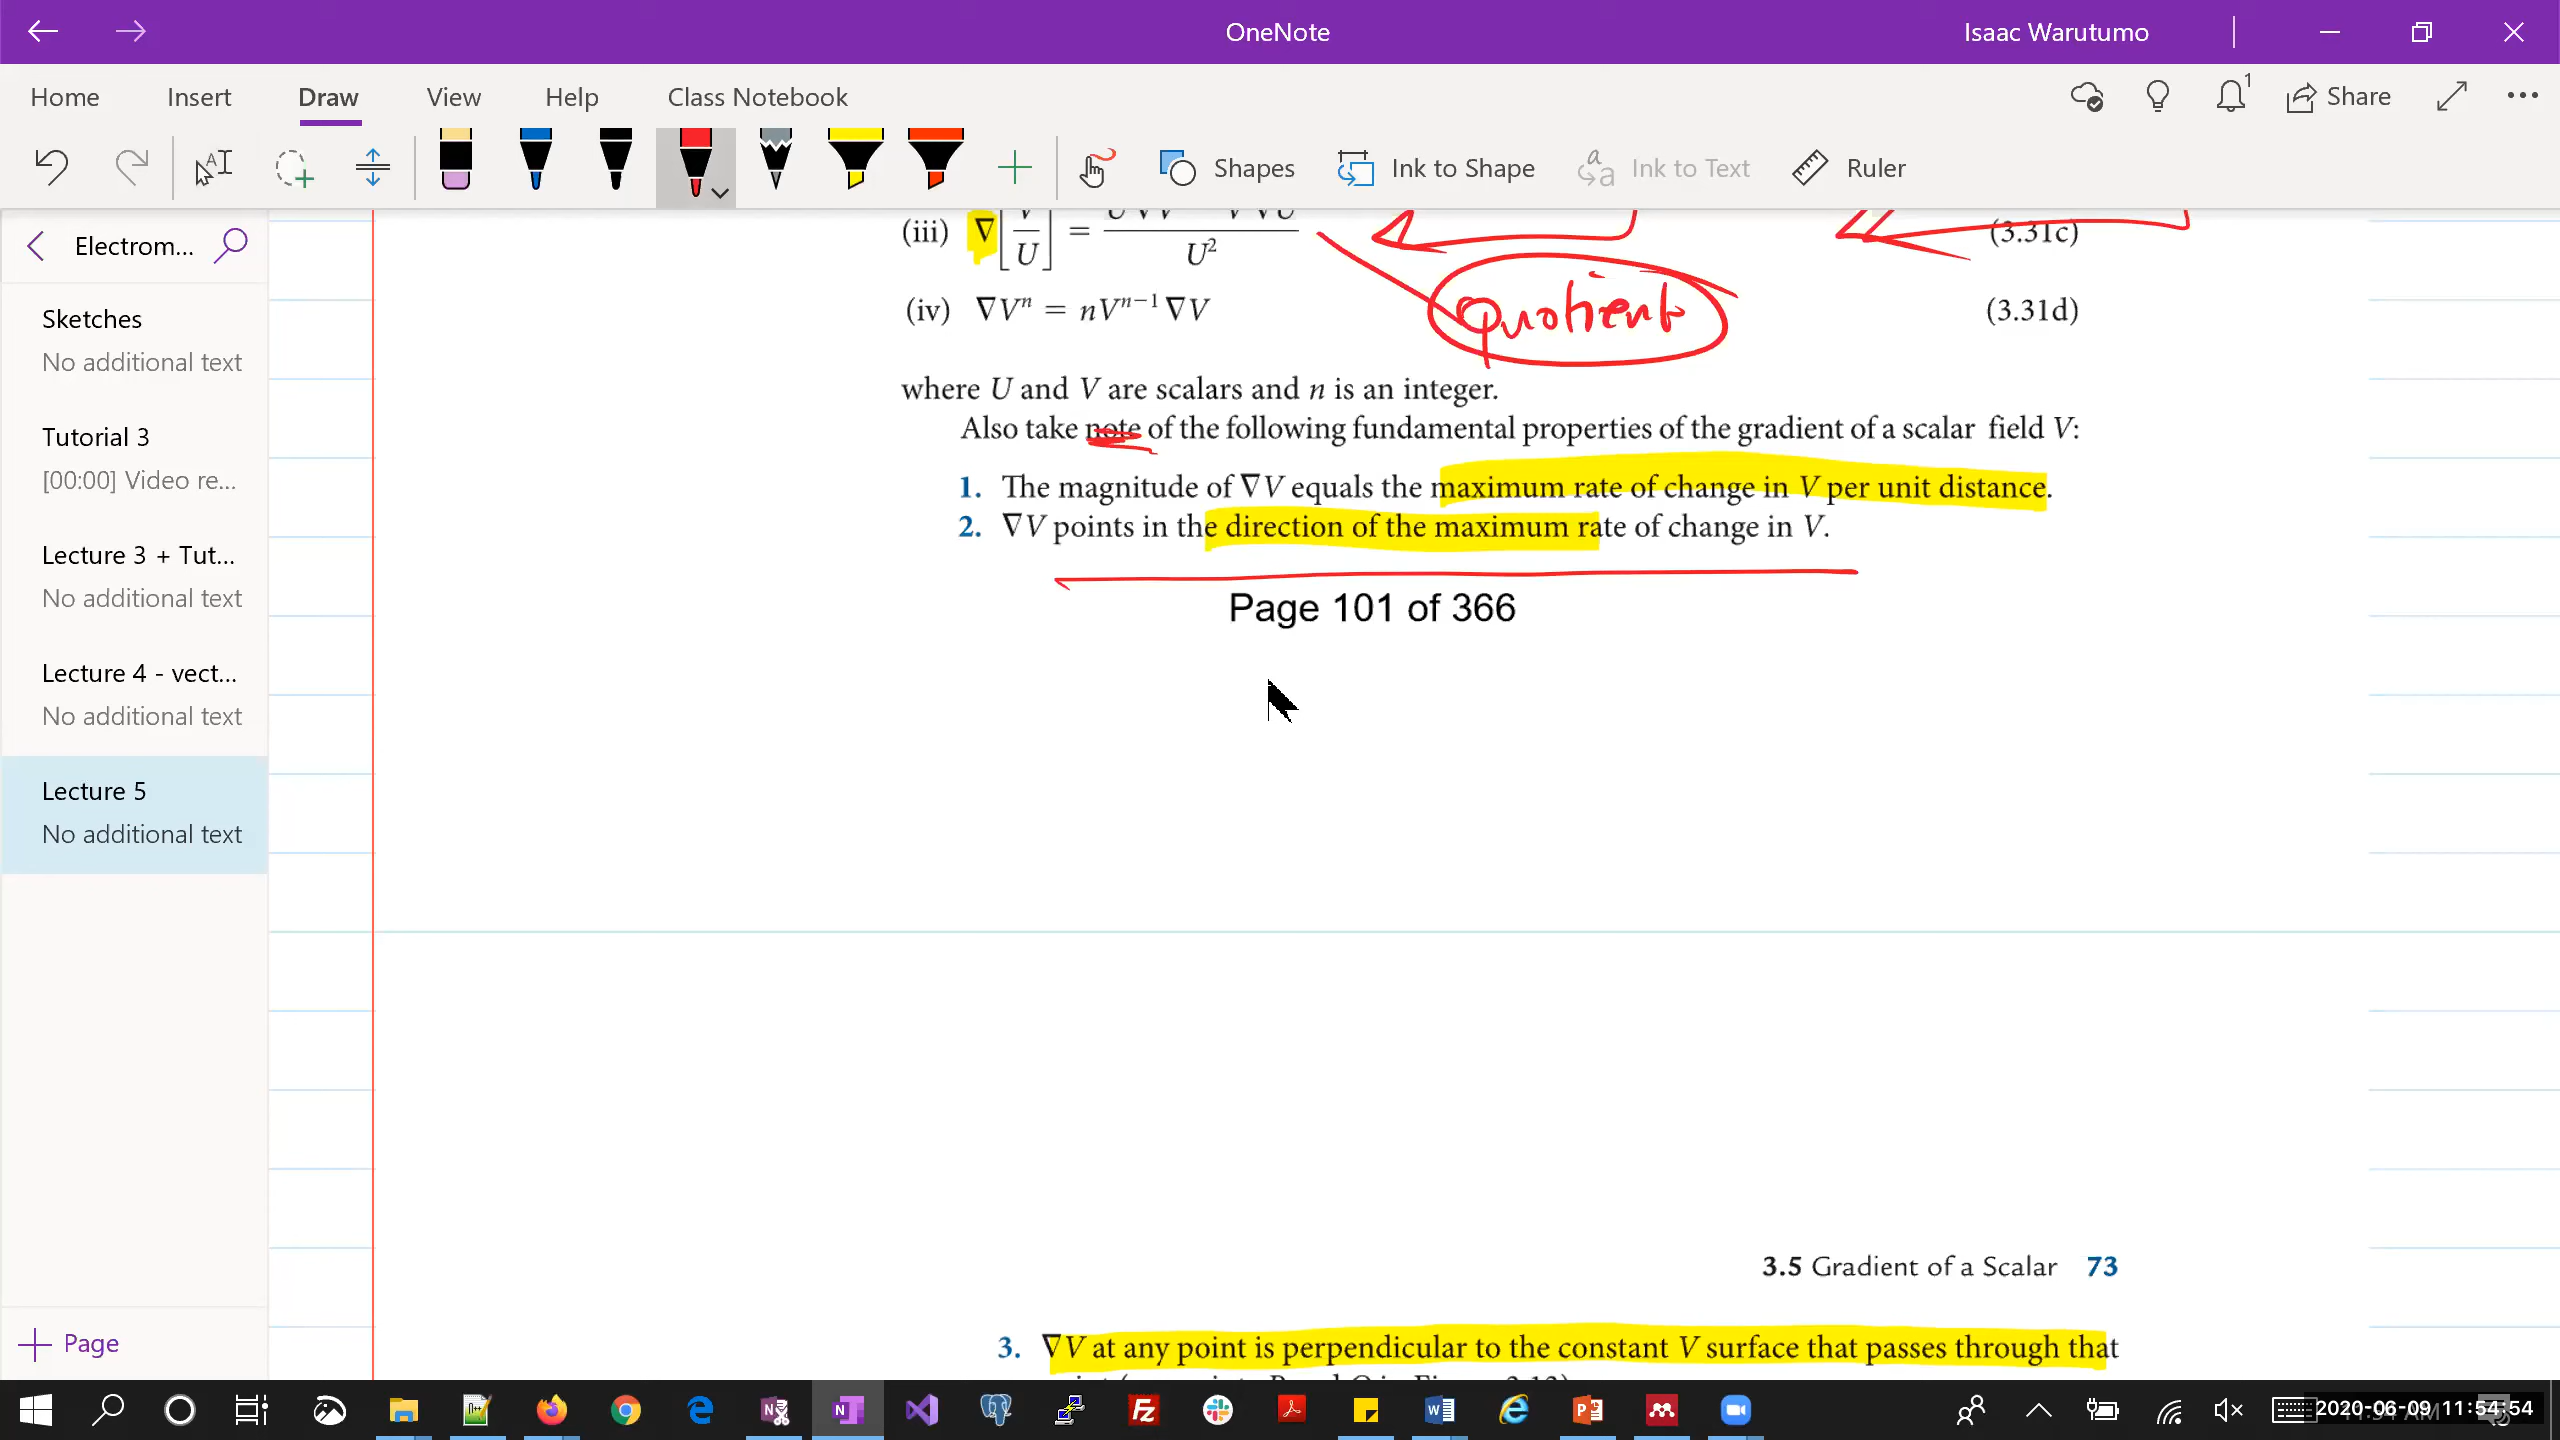 OneNote
Isaac Warutumo
Home Insert Draw View Help Class Notebook
1
Share
Shapes Ink to Shape Ink to Text Ruler
Electrom...
Sketches
No additional text
Tutorial 3
[00:00] Video re...
Lecture 3 + Tut...
No additional text
Lecture 4 - vect...
No additional text
Lecture 5
No additional text
Page
(iii) ∇[V/U] = (U∇V − V∇U)/U² (3.31c)
quotient
(iv) ∇Vⁿ = nVⁿ⁻¹∇V (3.31d)
where U and V are scalars and n is an integer.
Also take note of the following fundamental properties of the gradient of a scalar field V:
1. The magnitude of ∇V equals the maximum rate of change in V per unit distance.
2. ∇V points in the direction of the maximum rate of change in V.
Page 101 of 366
3.5 Gradient of a Scalar 73
3. ∇V at any point is perpendicular to the constant V surface that passes through that
2020-06-09 11:54:54